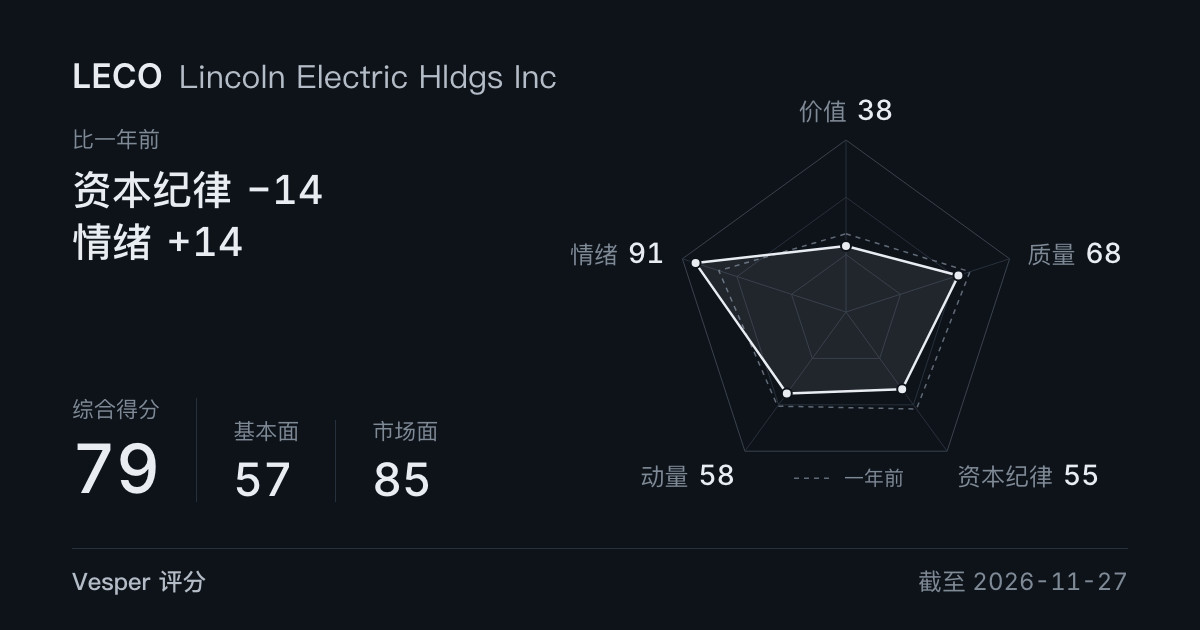 LECO Lincoln Electric Hldgs Inc
比一年前
资本纪律 −14
情绪 +14
综合得分
79
基本面
57
市场面
85
价值 38
情绪 91
质量 68
动量 58
一年前
资本纪律 55
Vesper 评分
截至 2026-11-27